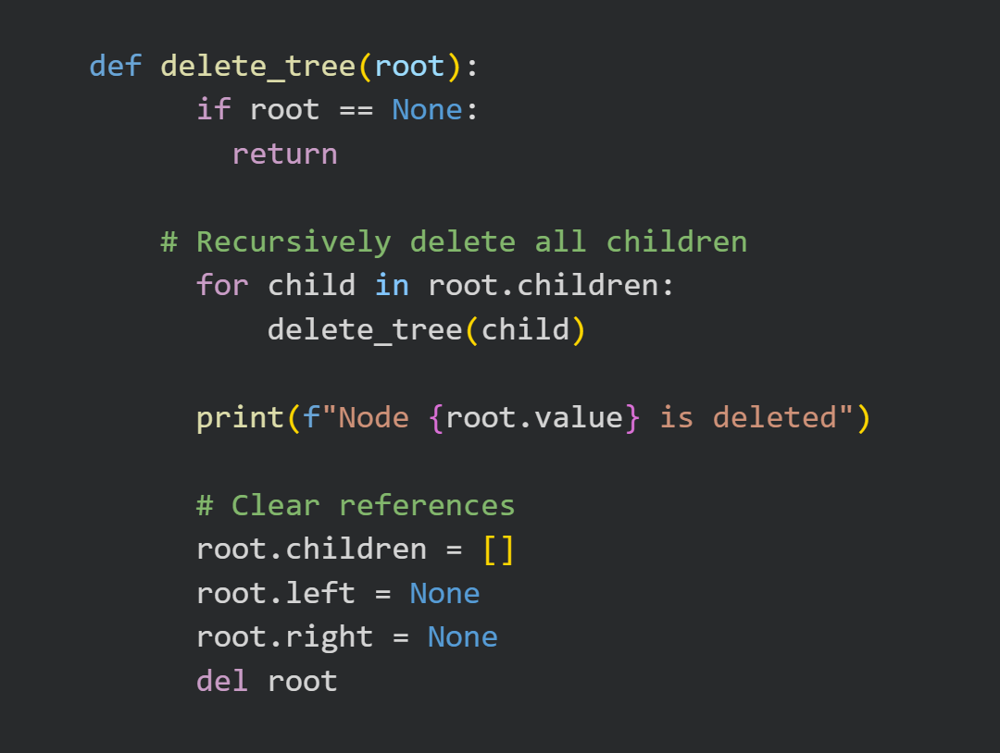 def delete_tree(root):
      if root == None:
        return

    # Recursively delete all children
      for child in root.children:
          delete_tree(child)

      print(f"Node {root.value} is deleted")

      # Clear references
      root.children = []
      root.left = None
      root.right = None
      del root